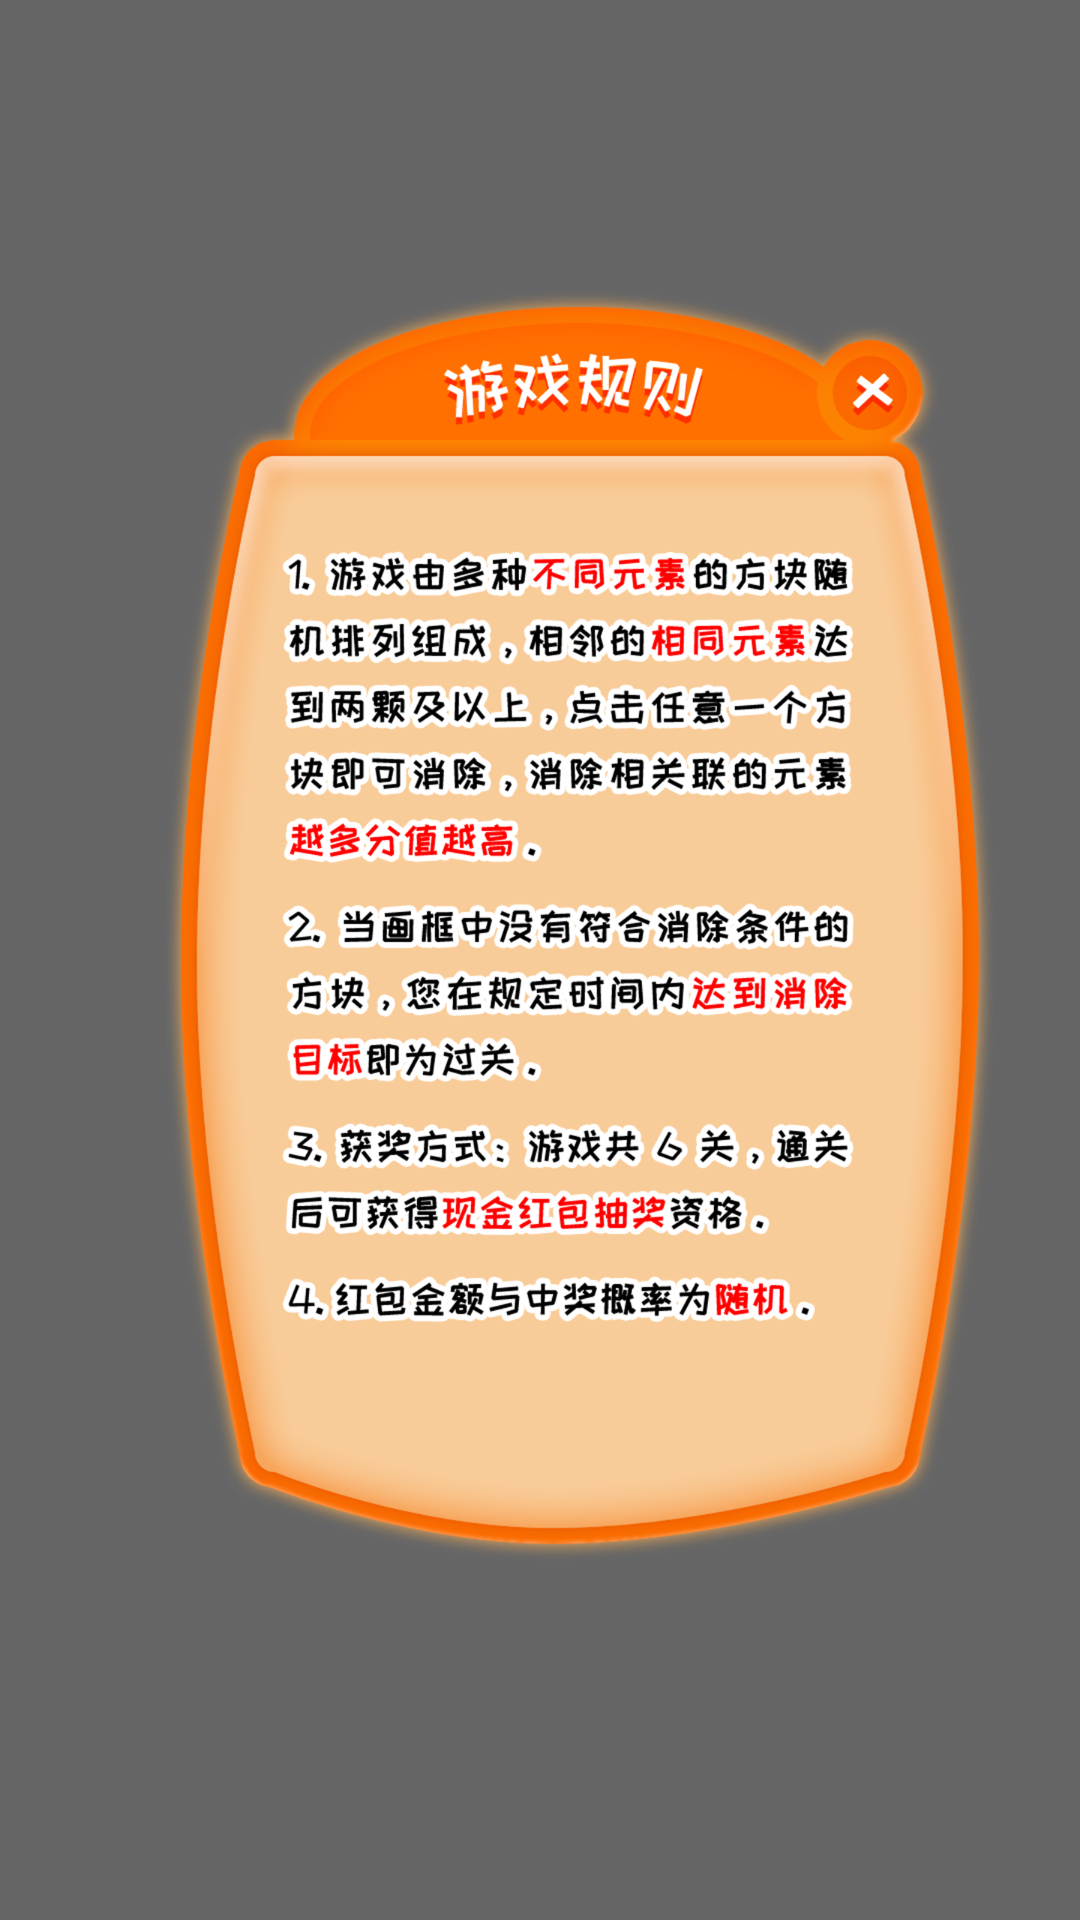 游戏规则
1. 游戏由多种不同元素的方块随
机排列组成，相邻的相同元素达
到两颗及以上，点击任意一个方
块即可消除，消除相关联的元素
越多分值越高.
2. 当画框中没有符合消除条件的
方块，您在规定时间内达到消除
目标即为过关.
3. 获奖方式：游戏共 6 关，通关
后可获得现金红包抽奖资格.
4. 红包金额与中奖概率为随机.